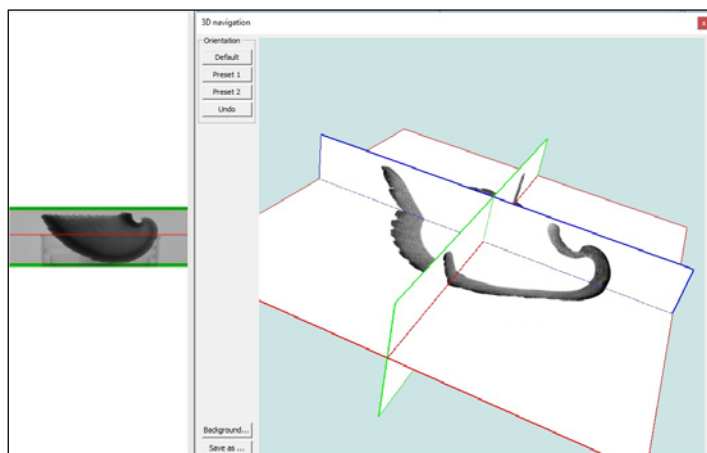 3D navigation
x
Orientation
Default
Preset 1
Preset 2
Undo
Background...
Save as ...